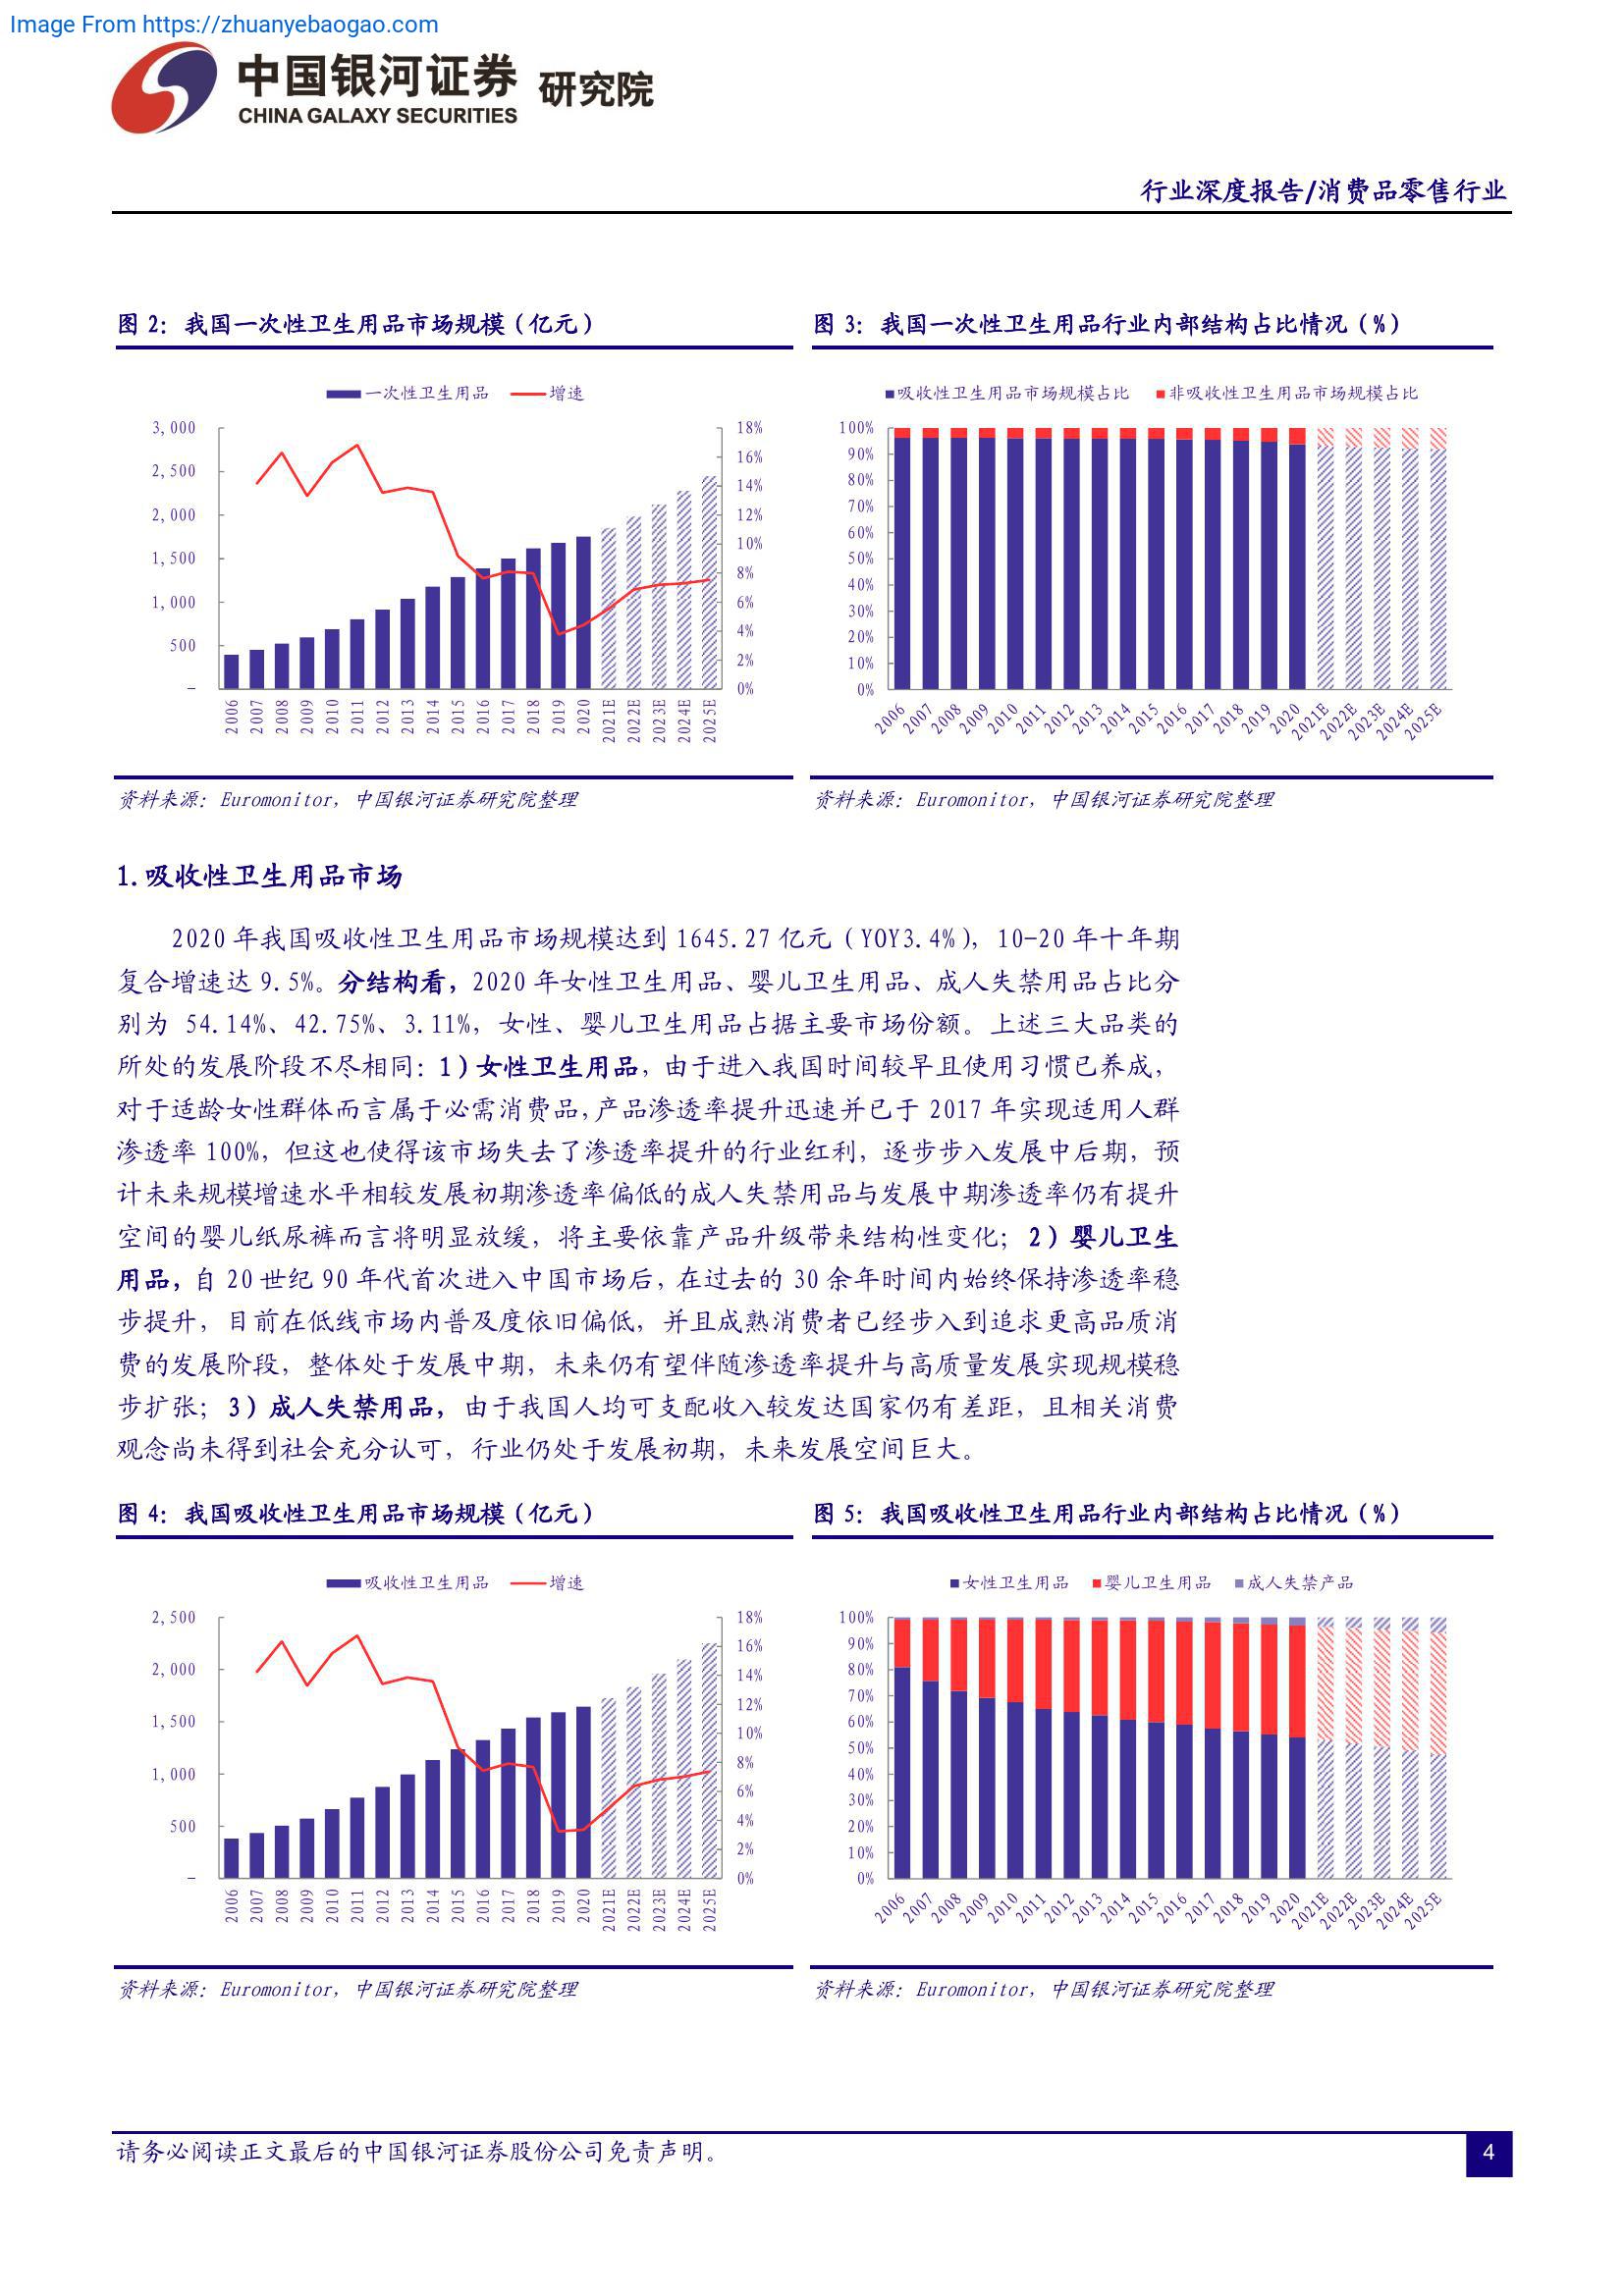 Image From https://zhuanyebaogao.com
中国银河证券 研究院
CHINA GALAXY SECURITIES
行业深度报告/消费品零售行业
图 2：我国一次性卫生用品市场规模（亿元）
一次性卫生用品 增速
3,000
2,500
2,000
1,500
1,000
500
–
18%
16%
14%
12%
10%
8%
6%
4%
2%
0%
2006 2007 2008 2009 2010 2011 2012 2013 2014 2015 2016 2017 2018 2019 2020 2021E 2022E 2023E 2024E 2025E
资料来源：Euromonitor，中国银河证券研究院整理
图 3：我国一次性卫生用品行业内部结构占比情况（%）
吸收性卫生用品市场规模占比 非吸收性卫生用品市场规模占比
100%
90%
80%
70%
60%
50%
40%
30%
20%
10%
0%
2006 2007 2008 2009 2010 2011 2012 2013 2014 2015 2016 2017 2018 2019 2020 2021E 2022E 2023E 2024E 2025E
资料来源：Euromonitor，中国银河证券研究院整理
1.吸收性卫生用品市场
2020 年我国吸收性卫生用品市场规模达到 1645.27 亿元（YOY3.4%），10-20 年十年期
复合增速达 9.5%。分结构看，2020 年女性卫生用品、婴儿卫生用品、成人失禁用品占比分
别为 54.14%、42.75%、3.11%，女性、婴儿卫生用品占据主要市场份额。上述三大品类的
所处的发展阶段不尽相同：1）女性卫生用品，由于进入我国时间较早且使用习惯已养成，
对于适龄女性群体而言属于必需消费品，产品渗透率提升迅速并已于 2017 年实现适用人群
渗透率 100%，但这也使得该市场失去了渗透率提升的行业红利，逐步步入发展中后期，预
计未来规模增速水平相较发展初期渗透率偏低的成人失禁用品与发展中期渗透率仍有提升
空间的婴儿纸尿裤而言将明显放缓，将主要依靠产品升级带来结构性变化；2）婴儿卫生
用品，自 20 世纪 90 年代首次进入中国市场后，在过去的 30 余年时间内始终保持渗透率稳
步提升，目前在低线市场内普及度依旧偏低，并且成熟消费者已经步入到追求更高品质消
费的发展阶段，整体处于发展中期，未来仍有望伴随渗透率提升与高质量发展实现规模稳
步扩张；3）成人失禁用品，由于我国人均可支配收入较发达国家仍有差距，且相关消费
观念尚未得到社会充分认可，行业仍处于发展初期，未来发展空间巨大。
图 4：我国吸收性卫生用品市场规模（亿元）
吸收性卫生用品 增速
2,500
2,000
1,500
1,000
500
–
18%
16%
14%
12%
10%
8%
6%
4%
2%
0%
2006 2007 2008 2009 2010 2011 2012 2013 2014 2015 2016 2017 2018 2019 2020 2021E 2022E 2023E 2024E 2025E
资料来源：Euromonitor，中国银河证券研究院整理
图 5：我国吸收性卫生用品行业内部结构占比情况（%）
女性卫生用品 婴儿卫生用品 成人失禁产品
100%
90%
80%
70%
60%
50%
40%
30%
20%
10%
0%
2006 2007 2008 2009 2010 2011 2012 2013 2014 2015 2016 2017 2018 2019 2020 2021E 2022E 2023E 2024E 2025E
资料来源：Euromonitor，中国银河证券研究院整理
请务必阅读正文最后的中国银河证券股份公司免责声明。
4